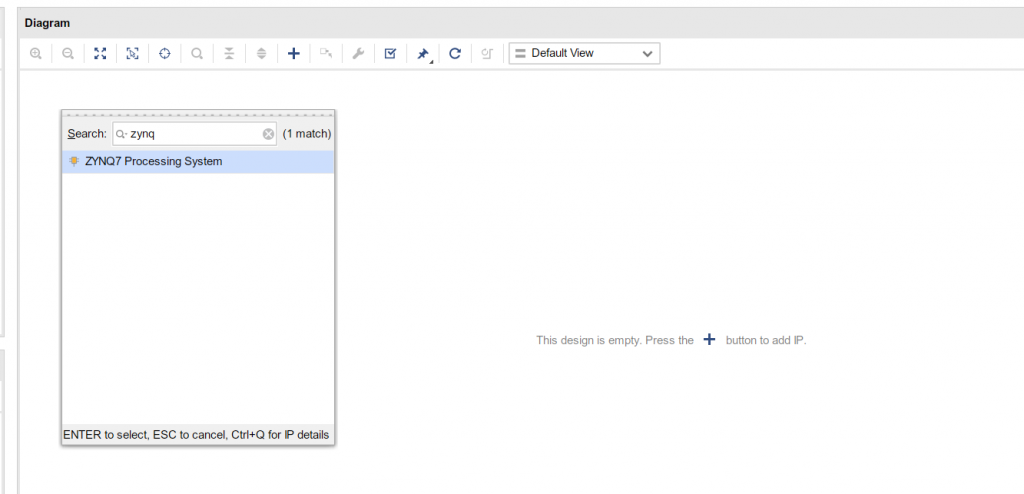 Diagram
Default View
Search: zynq (1 match)
ZYNQ7 Processing System
This design is empty. Press the + button to add IP.
ENTER to select, ESC to cancel, Ctrl+Q for IP details